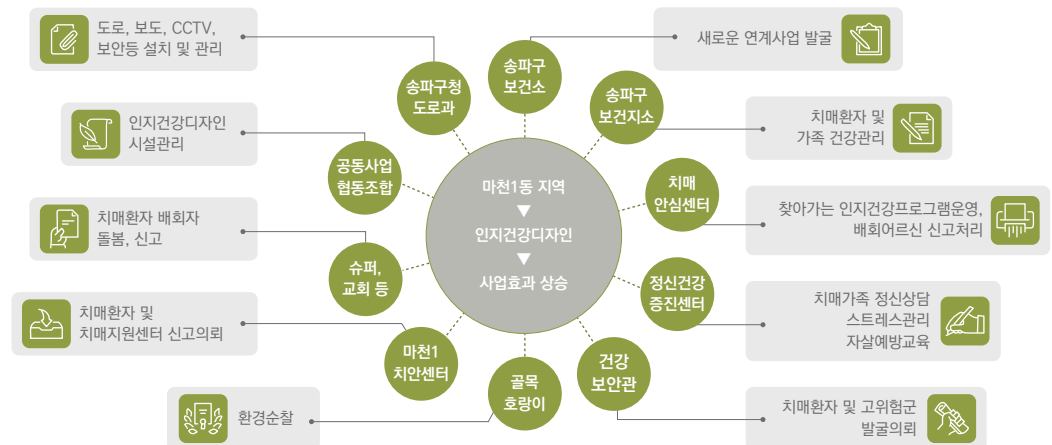 도로, 보도, CCTV,
보안등 설치 및 관리
송파구청
도로과
송파구
보건소
새로운 연계사업 발굴
인지건강디자인
시설관리
공동사업
협동조합
송파구
보건지소
치매환자 및
가족 건강관리
치매환자 배회자
돌봄, 신고
슈퍼,
교회 등
마천1동 지역
▼
인지건강디자인
▼
사업효과 상승
치매
안심센터
찾아가는 인지건강프로그램운영,
배회어르신 신고처리
치매환자 및
치매지원센터 신고의뢰
마천1
치안센터
정신건강
증진센터
치매가족 정신상담
스트레스관리
자살예방교육
환경순찰
골목
호랑이
건강
보안관
치매환자 및 고위험군
발굴의뢰